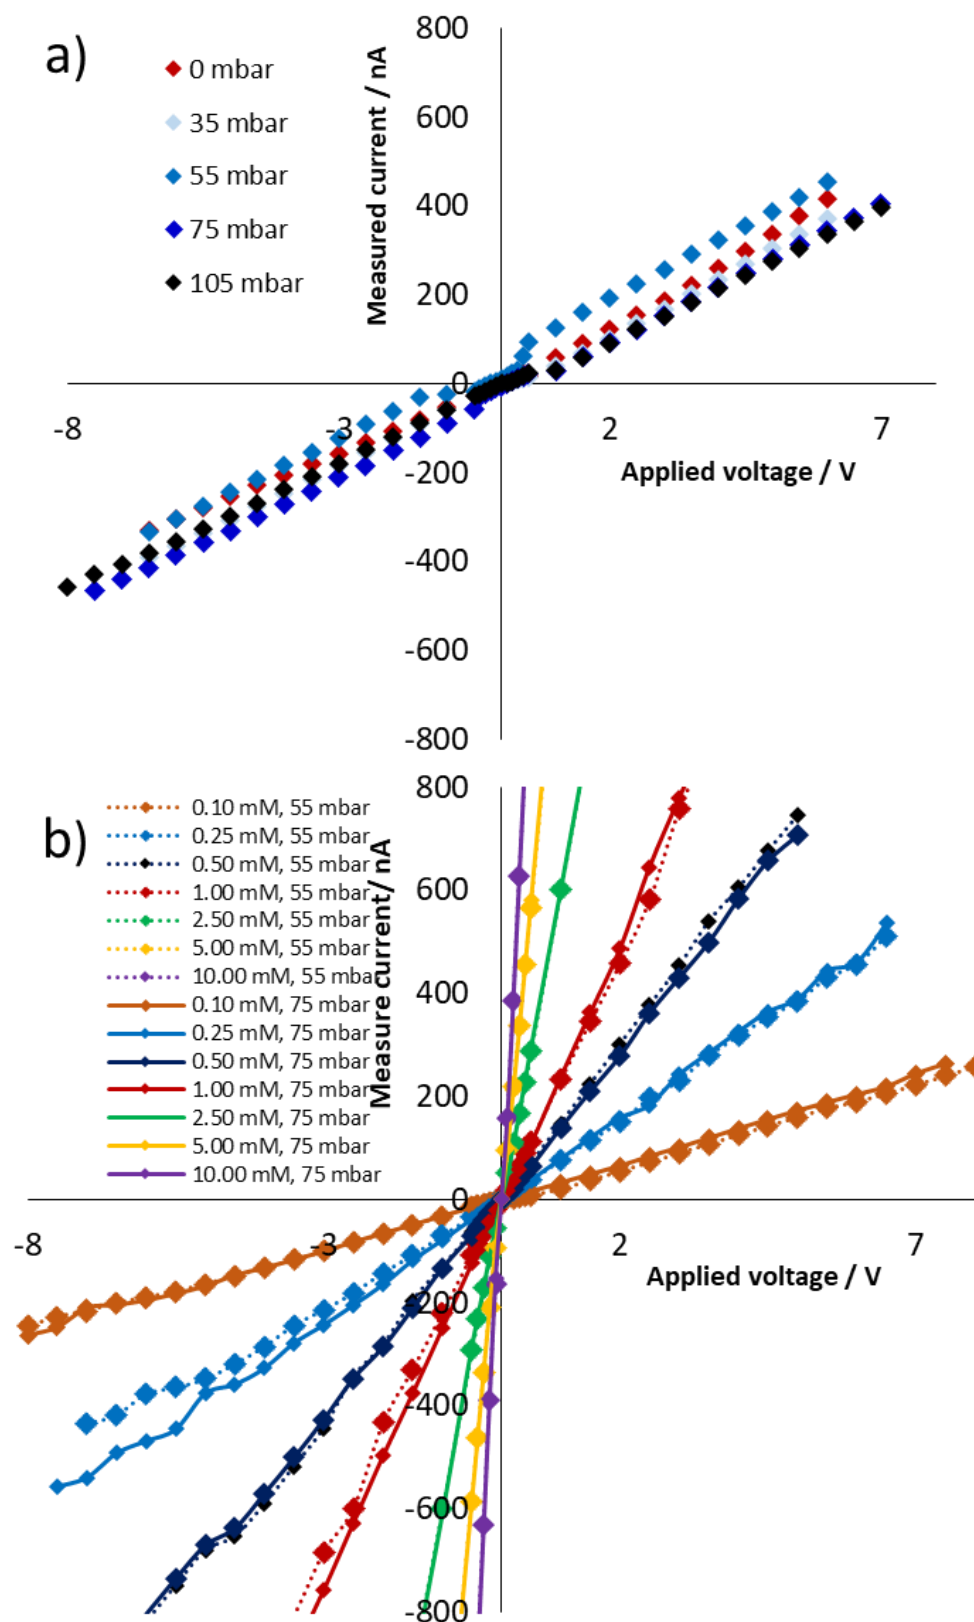 a)
0 mbar
35 mbar
55 mbar
75 mbar
105 mbar
Measured current / nA
800
600
400
200
0
-8
-3
2
7
-200
Applied voltage / V
-400
-600
-800
b)
0.10 mM, 55 mbar
0.25 mM, 55 mbar
0.50 mM, 55 mbar
1.00 mM, 55 mbar
2.50 mM, 55 mbar
5.00 mM, 55 mbar
10.00 mM, 55 mbar
0.10 mM, 75 mbar
0.25 mM, 75 mbar
0.50 mM, 75 mbar
1.00 mM, 75 mbar
2.50 mM, 75 mbar
5.00 mM, 75 mbar
10.00 mM, 75 mbar
Measure current/ nA
800
600
400
200
0
-8
-3
2
7
Applied voltage / V
-200
-400
-600
-800